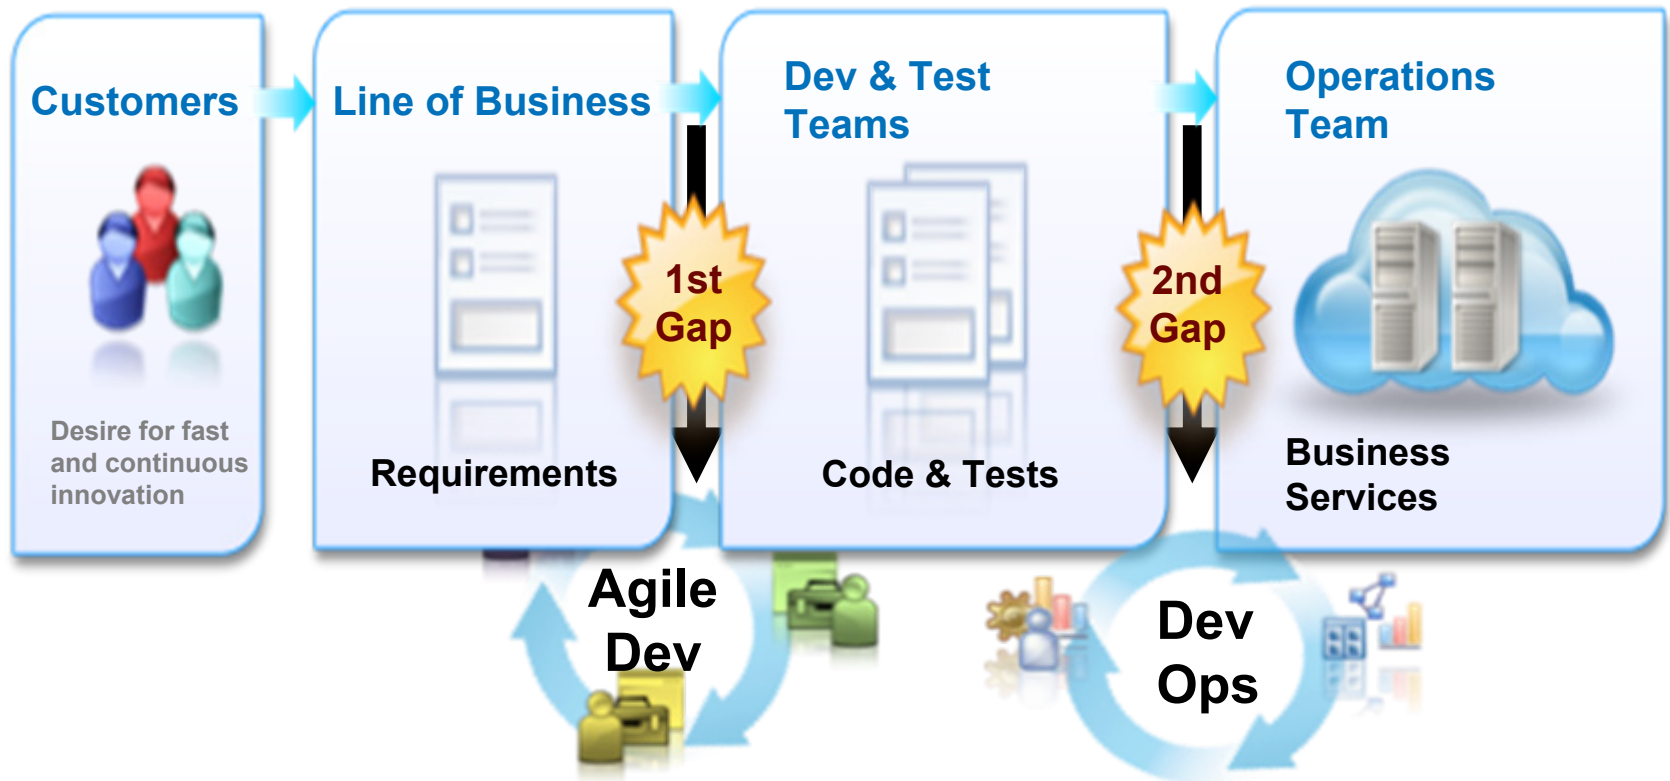 Customers
Desire for fast
and continuous
innovation
Line of Business
Requirements
1st
Gap
Dev & Test
Teams
Code & Tests
2nd
Gap
Operations
Team
Business
Services
Agile
Dev
Dev
Ops